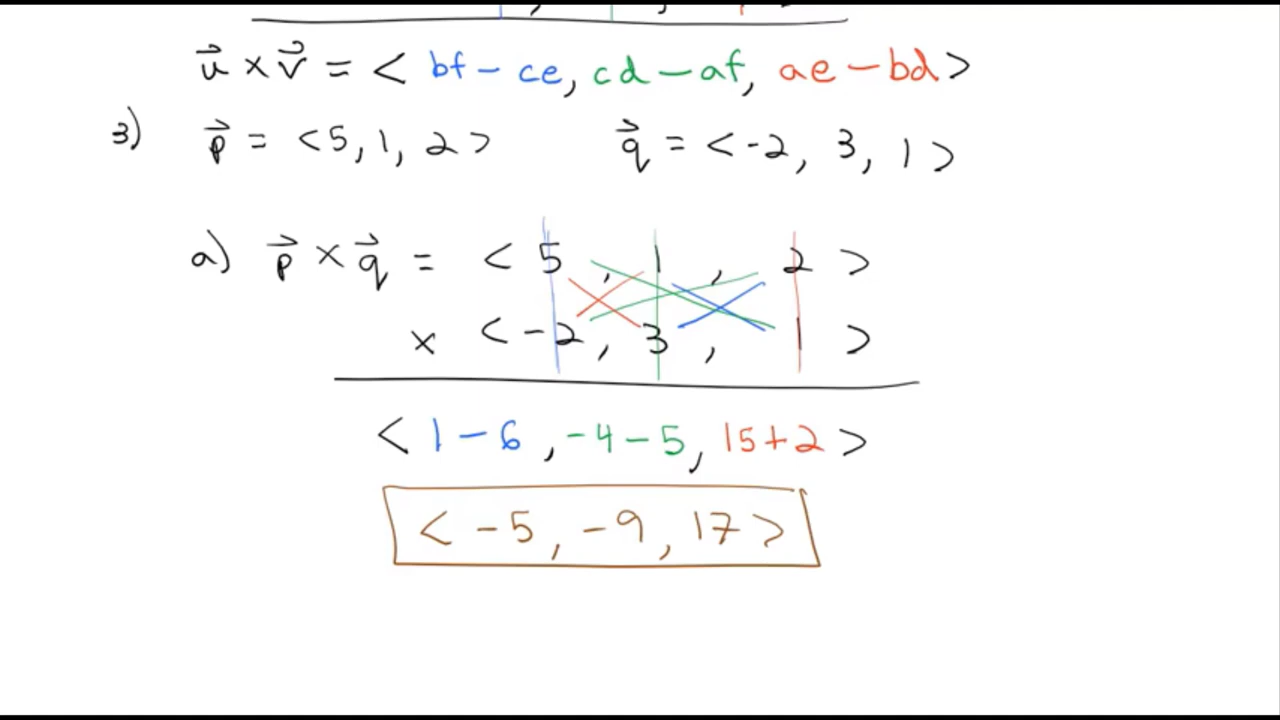 u⃗ × v⃗ = < bf − ce, cd − af, ae − bd >
3) p⃗ = < 5, 1, 2 > q⃗ = < -2, 3, 1 >
a) p⃗ × q⃗ = < 5, 1, 2 >
× < -2, 3, 1 >
< 1 − 6, -4 − 5, 15 + 2 >
< -5, -9, 17 >